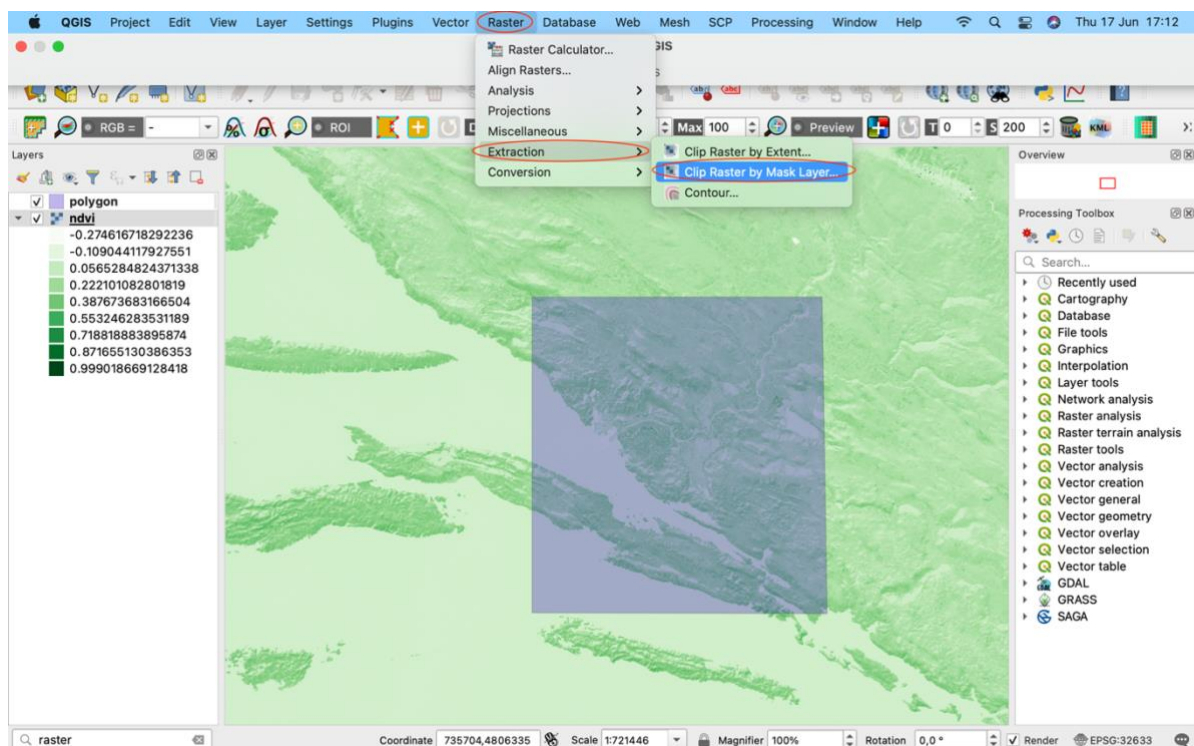 QGIS Project Edit View Layer Settings Plugins Vector Raster Database Web Mesh SCP Processing Window Help Thu 17 Jun 17:12
Raster Calculator...
Align Rasters...
Analysis
Projections
Miscellaneous
Extraction
Conversion
Clip Raster by Extent...
Clip Raster by Mask Layer...
Contour...
RGB = -
ROI
Max 100
Preview
T 0
S 200
KML
Layers
polygon
ndvi
-0.274616718292236
-0.109044117927551
0.0565284824371338
0.222101082801819
0.387673683166504
0.553246283531189
0.718818883895874
0.871655130386353
0.999018669128418
Overview
Processing Toolbox
Search...
Recently used
Cartography
Database
File tools
Graphics
Interpolation
Layer tools
Network analysis
Raster analysis
Raster terrain analysis
Raster tools
Vector analysis
Vector creation
Vector general
Vector geometry
Vector overlay
Vector selection
Vector table
GDAL
GRASS
SAGA
raster
Coordinate 735704,4806335 Scale 1:721446 Magnifier 100% Rotation 0,0 ° Render EPSG:32633